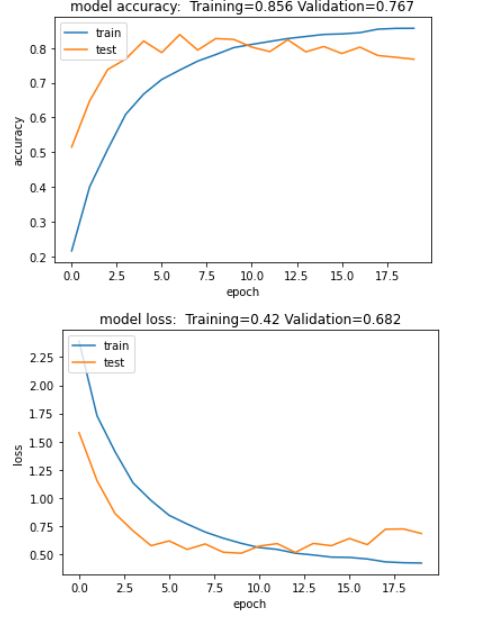 model accuracy:  Training=0.856 Validation=0.767
train
test
0.8
0.7
0.6
0.5
0.4
0.3
0.2
accuracy
0.0 2.5 5.0 7.5 10.0 12.5 15.0 17.5
epoch
model loss:  Training=0.42 Validation=0.682
train
test
2.25
2.00
1.75
1.50
1.25
1.00
0.75
0.50
loss
0.0 2.5 5.0 7.5 10.0 12.5 15.0 17.5
epoch